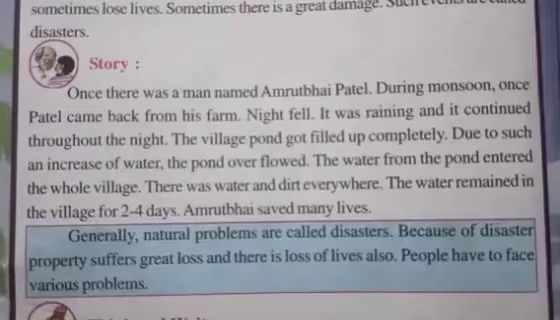 sometimes lose lives. Sometimes there is a great damage. Such events are called
disasters.
Story :
Once there was a man named Amrutbhai Patel. During monsoon, once
Patel came back from his farm. Night fell. It was raining and it continued
throughout the night. The village pond got filled up completely. Due to such
an increase of water, the pond over flowed. The water from the pond entered
the whole village. There was water and dirt everywhere. The water remained in
the village for 2-4 days. Amrutbhai saved many lives.
Generally, natural problems are called disasters. Because of disaster
property suffers great loss and there is loss of lives also. People have to face
various problems.